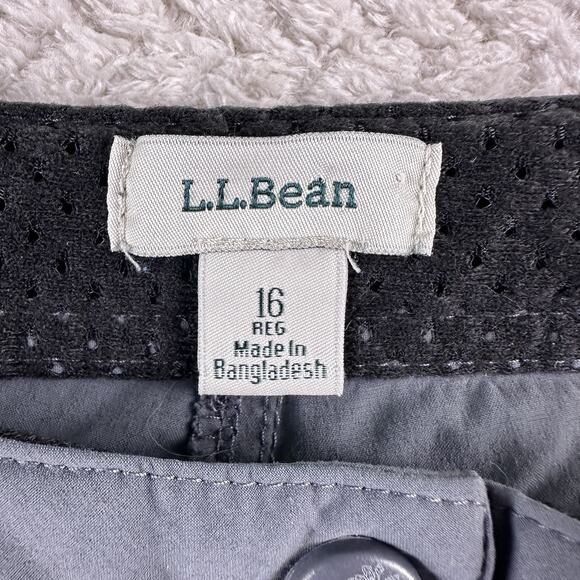 L.L.Bean
16
REG
Made In
Bangladesh